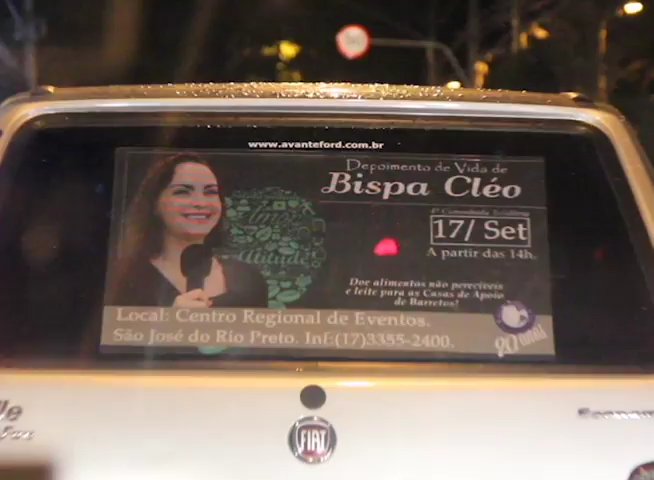 www.avanteford.com.br
Depoimento de Vida de
Bispa Cléo
17/ Set
A partir das 14h.
Atitude
Doe alimentos não perecíveis
e leite para as Casas de Apoio
de Barretos!
Local: Centro Regional de Eventos.
São José do Rio Preto. Inf:(17)3355-2400.
FIAT